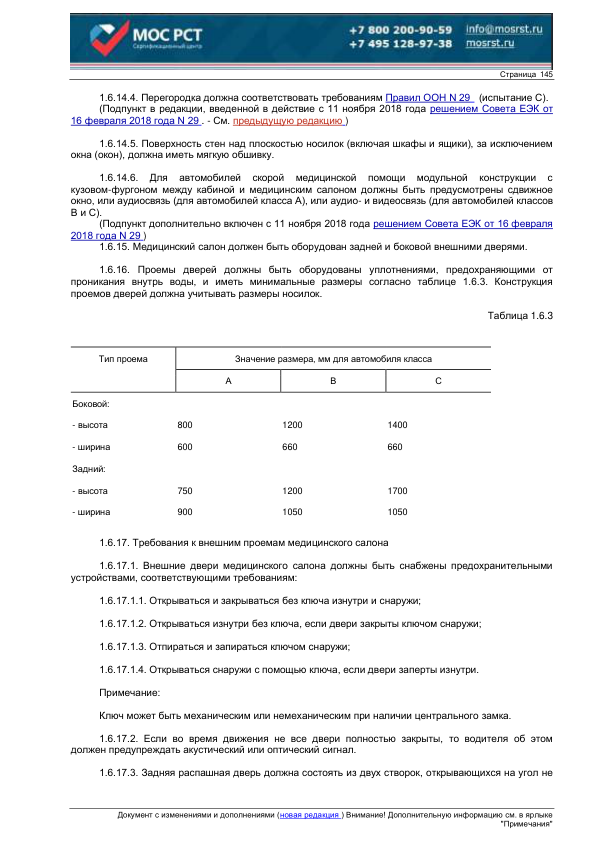 МОС РСТ
Сертификационный центр
+7 800 200-90-59 info@mosrst.ru
+7 495 128-97-38 mosrst.ru
Страница 145
1.6.14.4. Перегородка должна соответствовать требованиям Правил ООН N 29 (испытание C).
(Подпункт в редакции, введенной в действие с 11 ноября 2018 года решением Совета ЕЭК от
16 февраля 2018 года N 29 . - См. предыдущую редакцию )
1.6.14.5. Поверхность стен над плоскостью носилок (включая шкафы и ящики), за исключением
окна (окон), должна иметь мягкую обшивку.
1.6.14.6. Для автомобилей скорой медицинской помощи модульной конструкции с
кузовом-фургоном между кабиной и медицинским салоном должны быть предусмотрены сдвижное
окно, или аудиосвязь (для автомобилей класса А), или аудио- и видеосвязь (для автомобилей классов
В и С).
(Подпункт дополнительно включен с 11 ноября 2018 года решением Совета ЕЭК от 16 февраля
2018 года N 29 )
1.6.15. Медицинский салон должен быть оборудован задней и боковой внешними дверями.
1.6.16. Проемы дверей должны быть оборудованы уплотнениями, предохраняющими от
проникания внутрь воды, и иметь минимальные размеры согласно таблице 1.6.3. Конструкция
проемов дверей должна учитывать размеры носилок.
Таблица 1.6.3
Тип проема Значение размера, мм для автомобиля класса
А В С
Боковой:
- высота 800 1200 1400
- ширина 600 660 660
Задний:
- высота 750 1200 1700
- ширина 900 1050 1050
1.6.17. Требования к внешним проемам медицинского салона
1.6.17.1. Внешние двери медицинского салона должны быть снабжены предохранительными
устройствами, соответствующими требованиям:
1.6.17.1.1. Открываться и закрываться без ключа изнутри и снаружи;
1.6.17.1.2. Открываться изнутри без ключа, если двери закрыты ключом снаружи;
1.6.17.1.3. Отпираться и запираться ключом снаружи;
1.6.17.1.4. Открываться снаружи с помощью ключа, если двери заперты изнутри.
Примечание:
Ключ может быть механическим или немеханическим при наличии центрального замка.
1.6.17.2. Если во время движения не все двери полностью закрыты, то водителя об этом
должен предупреждать акустический или оптический сигнал.
1.6.17.3. Задняя распашная дверь должна состоять из двух створок, открывающихся на угол не
Документ с изменениями и дополнениями (новая редакция ) Внимание! Дополнительную информацию см. в ярлыке
"Примечания"